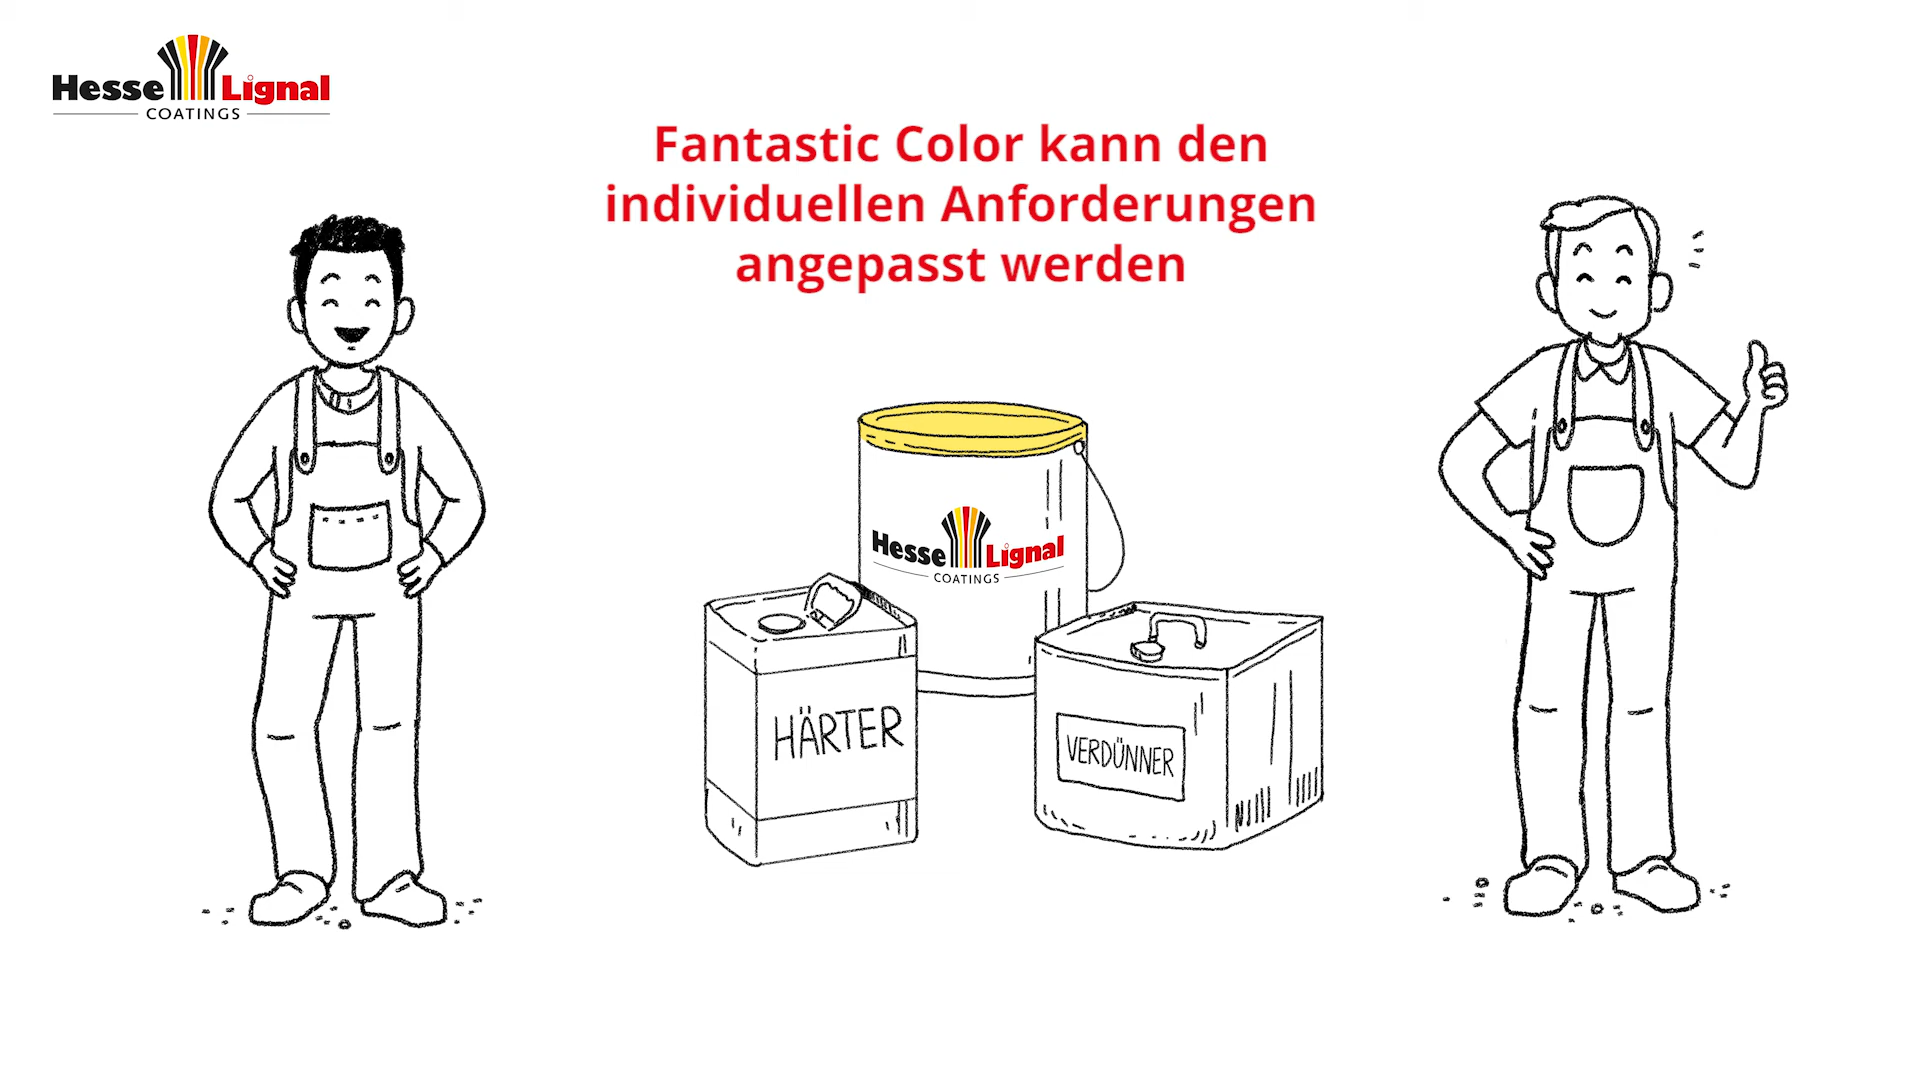 Hesse Lignal
COATINGS
Fantastic Color kann den
individuellen Anforderungen
angepasst werden
Hesse Lignal
COATINGS
HÄRTER
VERDÜNNER